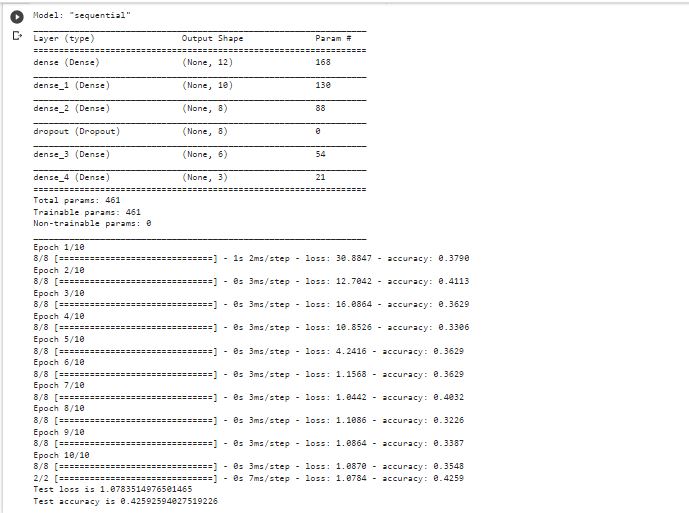 Model: "sequential"
_________________________________________________________________
Layer (type) Output Shape Param #
=================================================================
dense (Dense) (None, 12) 168
_________________________________________________________________
dense_1 (Dense) (None, 10) 130
_________________________________________________________________
dense_2 (Dense) (None, 8) 88
_________________________________________________________________
dropout (Dropout) (None, 8) 0
_________________________________________________________________
dense_3 (Dense) (None, 6) 54
_________________________________________________________________
dense_4 (Dense) (None, 3) 21
=================================================================
Total params: 461
Trainable params: 461
Non-trainable params: 0
_________________________________________________________________
Epoch 1/10
8/8 [==============================] - 1s 2ms/step - loss: 30.8847 - accuracy: 0.3790
Epoch 2/10
8/8 [==============================] - 0s 3ms/step - loss: 12.7042 - accuracy: 0.4113
Epoch 3/10
8/8 [==============================] - 0s 3ms/step - loss: 16.0864 - accuracy: 0.3629
Epoch 4/10
8/8 [==============================] - 0s 3ms/step - loss: 10.8526 - accuracy: 0.3306
Epoch 5/10
8/8 [==============================] - 0s 3ms/step - loss: 4.2416 - accuracy: 0.3629
Epoch 6/10
8/8 [==============================] - 0s 3ms/step - loss: 1.1568 - accuracy: 0.3629
Epoch 7/10
8/8 [==============================] - 0s 3ms/step - loss: 1.0442 - accuracy: 0.4032
Epoch 8/10
8/8 [==============================] - 0s 3ms/step - loss: 1.1086 - accuracy: 0.3226
Epoch 9/10
8/8 [==============================] - 0s 3ms/step - loss: 1.0864 - accuracy: 0.3387
Epoch 10/10
8/8 [==============================] - 0s 3ms/step - loss: 1.0870 - accuracy: 0.3548
2/2 [==============================] - 0s 7ms/step - loss: 1.0784 - accuracy: 0.4259
Test loss is 1.0783514976501465
Test accuracy is 0.42592594027519226